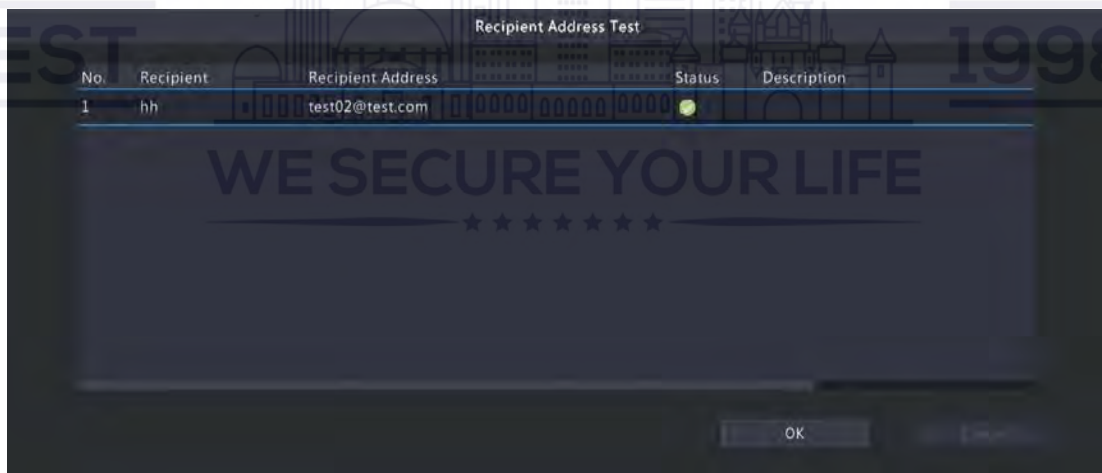 Recipient Address Test
EST
1998
No. Recipient Recipient Address Status Description
1 hh test02@test.com
WE SECURE YOUR LIFE
OK